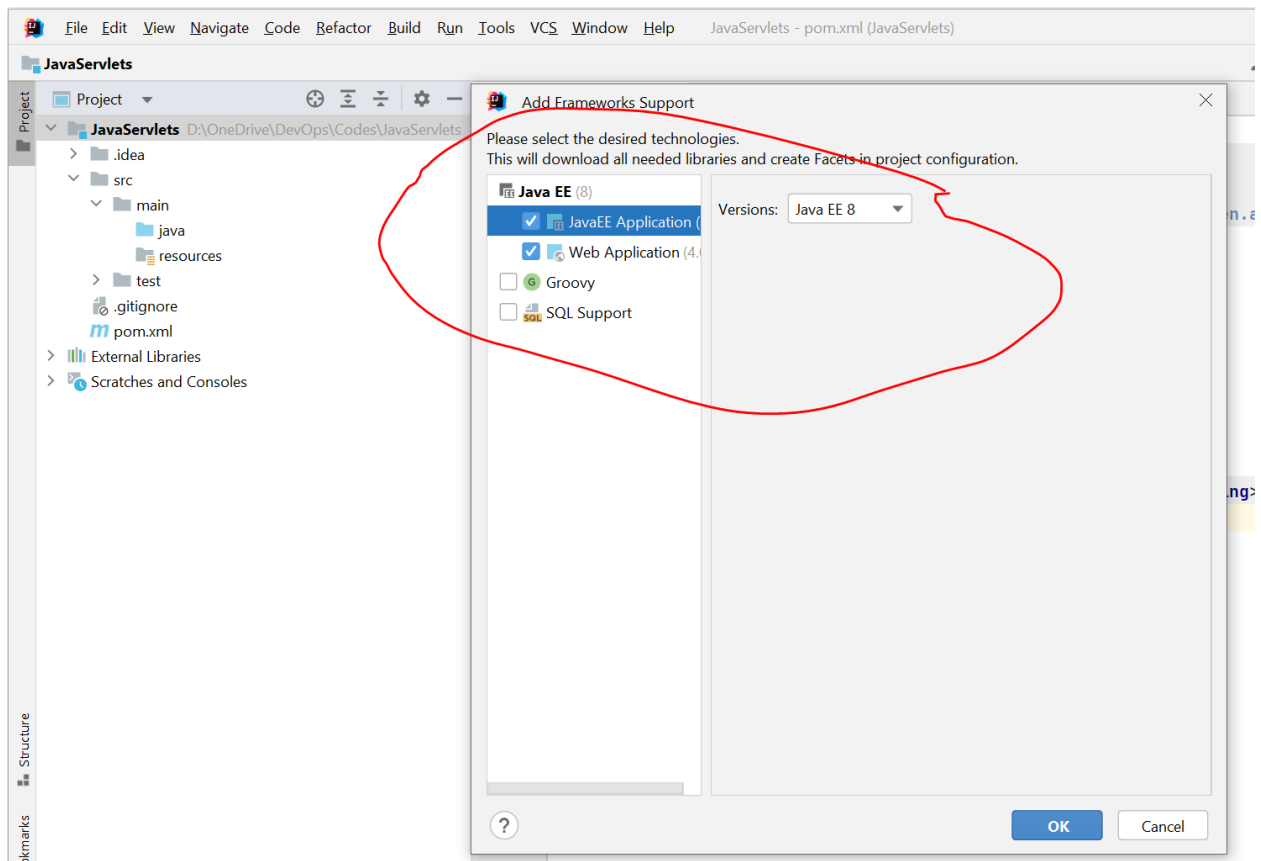 File Edit View Navigate Code Refactor Build Run Tools VCS Window Help JavaServlets - pom.xml (JavaServlets)
JavaServlets
Project
Project
JavaServlets D:\OneDrive\DevOps\Codes\JavaServlets
.idea
src
main
java
resources
test
.gitignore
pom.xml
External Libraries
Scratches and Consoles
Structure
Add Frameworks Support
Please select the desired technologies.
This will download all needed libraries and create Facets in project configuration.
Java EE (8)
JavaEE Application (
Web Application (4.
G Groovy
SQL SQL Support
Versions: Java EE 8
?
OK
Cancel